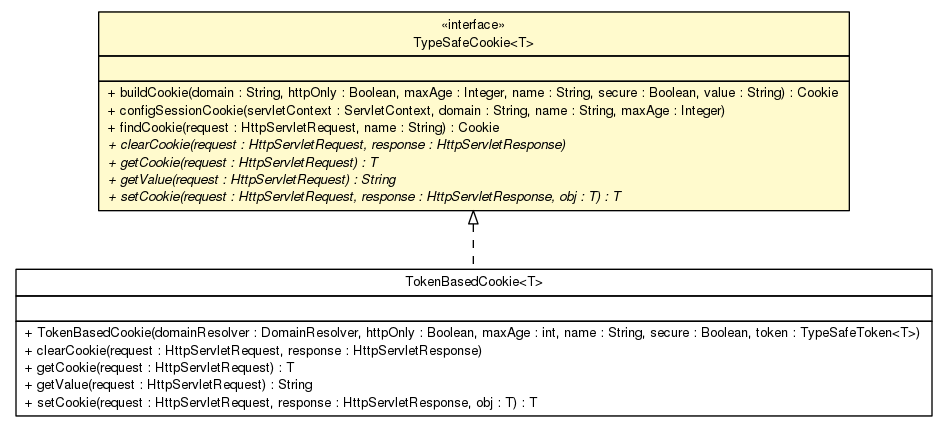 «interface»
TypeSafeCookie<T>
+ buildCookie(domain : String, httpOnly : Boolean, maxAge : Integer, name : String, secure : Boolean, value : String) : Cookie
+ configSessionCookie(servletContext : ServletContext, domain : String, name : String, maxAge : Integer)
+ findCookie(request : HttpServletRequest, name : String) : Cookie
+ clearCookie(request : HttpServletRequest, response : HttpServletResponse)
+ getCookie(request : HttpServletRequest) : T
+ getValue(request : HttpServletRequest) : String
+ setCookie(request : HttpServletRequest, response : HttpServletResponse, obj : T) : T
TokenBasedCookie<T>
+ TokenBasedCookie(domainResolver : DomainResolver, httpOnly : Boolean, maxAge : int, name : String, secure : Boolean, token : TypeSafeToken<T>)
+ clearCookie(request : HttpServletRequest, response : HttpServletResponse)
+ getCookie(request : HttpServletRequest) : T
+ getValue(request : HttpServletRequest) : String
+ setCookie(request : HttpServletRequest, response : HttpServletResponse, obj : T) : T